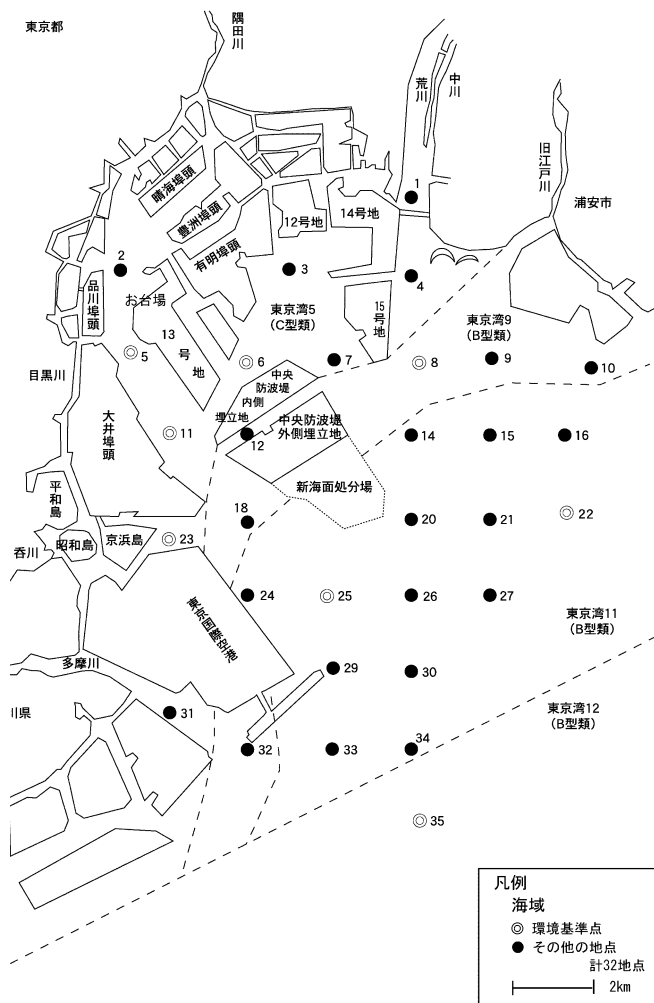 東京都
隅田川
荒川
中川
旧江戸川
浦安市
晴海埠頭
豊洲埠頭
有明埠頭
12号地
14号地
1
2
3
4
品川埠頭
お台場
13号地
東京湾5
(C型類)
15号地
東京湾9
(B型類)
5
6
7
8
9
10
目黒川
大井埠頭
中央
防波堤
内側
埋立地
中央防波堤
外側埋立地
11
12
14
15
16
新海面処分場
平和島
18
20
21
22
呑川
昭和島
京浜島
23
24
25
26
27
東京国際空港
東京湾11
(B型類)
多摩川
29
30
川県
31
東京湾12
(B型類)
32
33
34
35
凡例
海域
◎ 環境基準点
● その他の地点
計32地点
2km